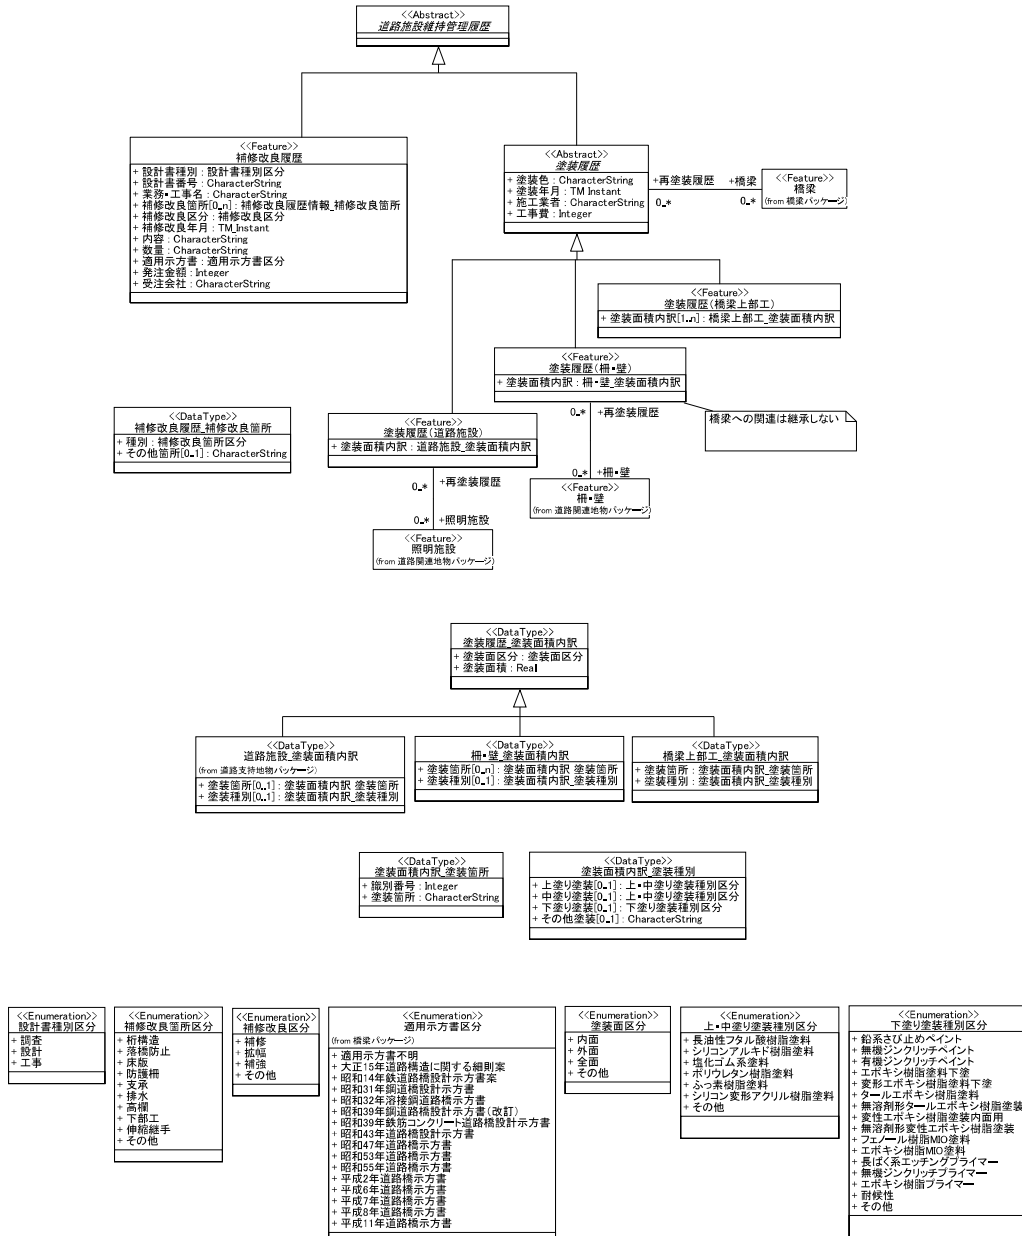 <<Abstract>>
道路施設維持管理履歴
<<Feature>>
補修改良履歴
+ 設計書種別 : 設計書種別区分
+ 設計書番号 : CharacterString
+ 業務・工事名 : CharacterString
+ 補修改良箇所[0..n] : 補修改良履歴情報_補修改良箇所
+ 補修改良区分 : 補修改良区分
+ 補修改良年月 : TM_Instant
+ 内容 : CharacterString
+ 数量 : CharacterString
+ 適用示方書 : 適用示方書区分
+ 発注金額 : Integer
+ 受注会社 : CharacterString
<<Abstract>>
塗装履歴
+ 塗装色 : CharacterString
+ 塗装年月 : TM Instant
+ 施工業者 : CharacterString
+ 工事費 : Integer
+再塗装履歴
0..*
+橋梁
0..*
<<Feature>>
橋梁
(from 橋梁パッケージ)
<<Feature>>
塗装履歴(橋梁上部工)
+ 塗装面積内訳[1..n] : 橋梁上部工_塗装面積内訳
<<Feature>>
塗装履歴(柵・壁)
+ 塗装面積内訳 : 柵・壁_塗装面積内訳
橋梁への関連は継承しない
<<DataType>>
補修改良履歴_補修改良箇所
+ 種別 : 補修改良箇所区分
+ その他箇所[0..1] : CharacterString
<<Feature>>
塗装履歴(道路施設)
+ 塗装面積内訳 : 道路施設_塗装面積内訳
0..*
+再塗装履歴
0..*
+柵・壁
<<Feature>>
柵・壁
(from 道路関連地物パッケージ)
0..*
+再塗装履歴
0..*
+照明施設
<<Feature>>
照明施設
(from 道路関連地物パッケージ)
<<DataType>>
塗装履歴_塗装面積内訳
+ 塗装面区分 : 塗装面区分
+ 塗装面積 : Real
<<DataType>>
道路施設_塗装面積内訳
(from 道路支持地物パッケージ)
+ 塗装箇所[0..1] : 塗装面積内訳_塗装箇所
+ 塗装種別[0..1] : 塗装面積内訳_塗装種別
<<DataType>>
柵・壁_塗装面積内訳
+ 塗装箇所[0..n] : 塗装面積内訳_塗装箇所
+ 塗装種別[0..1] : 塗装面積内訳_塗装種別
<<DataType>>
橋梁上部工_塗装面積内訳
+ 塗装箇所 : 塗装面積内訳_塗装箇所
+ 塗装種別 : 塗装面積内訳_塗装種別
<<DataType>>
塗装面積内訳_塗装箇所
+ 識別番号 : Integer
+ 塗装箇所 : CharacterString
<<DataType>>
塗装面積内訳_塗装種別
+ 上塗り塗装[0..1] : 上・中塗り塗装種別区分
+ 中塗り塗装[0..1] : 上・中塗り塗装種別区分
+ 下塗り塗装[0..1] : 下塗り塗装種別区分
+ その他塗装[0..1] : CharacterString
<<Enumeration>>
設計書種別区分
+ 調査
+ 設計
+ 工事
<<Enumeration>>
補修改良箇所区分
+ 桁構造
+ 落橋防止
+ 床版
+ 防護柵
+ 支承
+ 排水
+ 高欄
+ 下部工
+ 伸縮継手
+ その他
<<Enumeration>>
補修改良区分
+ 補修
+ 拡幅
+ 補強
+ その他
<<Enumeration>>
適用示方書区分
(from 橋梁パッケージ)
+ 適用示方書不明
+ 大正15年道路構造に関する細則案
+ 昭和14年鉄道路橋設計示方書案
+ 昭和31年鋼道橋設計示方書
+ 昭和32年溶接鋼道路橋示方書
+ 昭和39年鋼道路橋設計示方書(改訂)
+ 昭和39年鉄筋コンクリート道路橋設計示方書
+ 昭和43年道路橋設計示方書
+ 昭和47年道路橋示方書
+ 昭和53年道路橋示方書
+ 昭和55年道路橋示方書
+ 平成2年道路橋示方書
+ 平成6年道路橋示方書
+ 平成7年道路橋示方書
+ 平成8年道路橋示方書
+ 平成11年道路橋示方書
<<Enumeration>>
塗装面区分
+ 内面
+ 外面
+ 全面
+ その他
<<Enumeration>>
上・中塗り塗装種別区分
+ 長油性フタル酸樹脂塗料
+ シリコンアルキド樹脂塗料
+ 塩化ゴム系塗料
+ ポリウレタン樹脂塗料
+ ふっ素樹脂塗料
+ シリコン変形アクリル樹脂塗料
+ その他
<<Enumeration>>
下塗り塗装種別区分
+ 鉛系さび止めペイント
+ 無機ジンクリッチペイント
+ 有機ジンクリッチペイント
+ エポキシ樹脂塗料下塗
+ 変形エポキシ樹脂塗料下塗
+ タールエポキシ樹脂塗料
+ 無溶剤形タールエポキシ樹脂塗装
+ 変性エポキシ樹脂塗装内面用
+ 無溶剤形変性エポキシ樹脂塗装
+ フェノール樹脂MIO塗料
+ エポキシ樹脂MIO塗料
+ 長ばく系エッチングプライマー
+ 無機ジンクリッチプライマー
+ エポキシ樹脂プライマー
+ 耐候性
+ その他